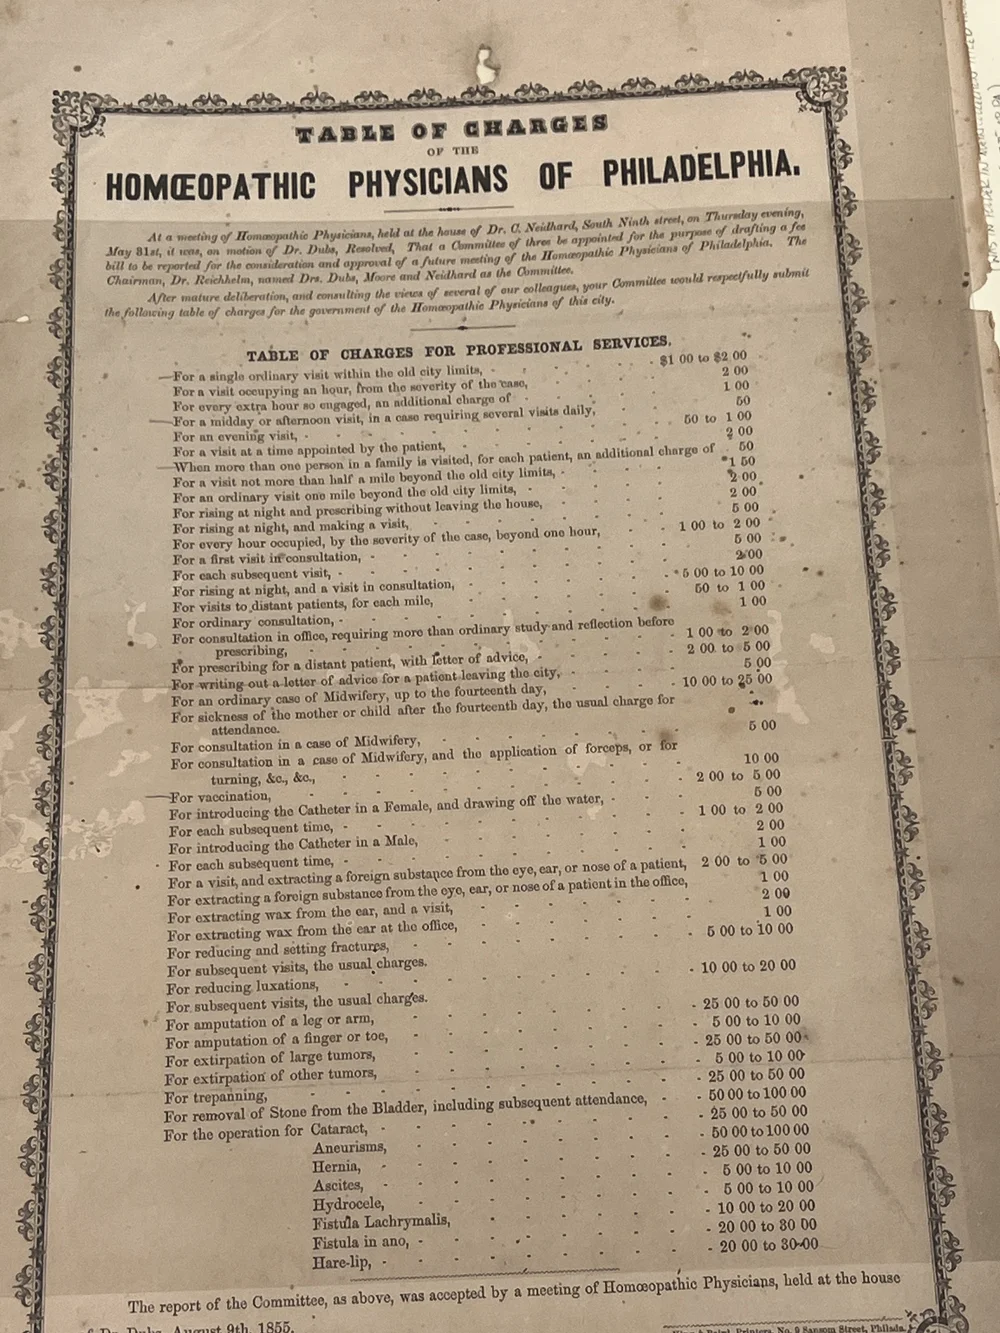 TABLE OF CHARGES
OF THE
HOMŒOPATHIC PHYSICIANS OF PHILADELPHIA.
At a meeting of Homœopathic Physicians, held at the house of Dr. C. Neidhard, South Ninth street, on Thursday evening,
May 31st, it was, on motion of Dr. Dubs, Resolved, That a Committee of three be appointed for the purpose of drafting a fee
bill to be reported for the consideration and approval of a future meeting of the Homœopathic Physicians of Philadelphia. The
Chairman, Dr. Reichhelm, named Drs. Dubs, Moore and Neidhard as the Committee.
After mature deliberation, and consulting the views of several of our colleagues, your Committee would respectfully submit
the following table of charges for the government of the Homœopathic Physicians of this city.
TABLE OF CHARGES FOR PROFESSIONAL SERVICES.
For a single ordinary visit within the old city limits, $1 00 to $2 00
For a visit occupying an hour, from the severity of the case, 2 00
For every extra hour so engaged, an additional charge of 1 00
For a midday or afternoon visit, in a case requiring several visits daily, 50
For an evening visit, 50 to 1 00
For a visit at a time appointed by the patient, 2 00
When more than one person in a family is visited, for each patient, an additional charge of 50
For a visit not more than half a mile beyond the old city limits, 1 50
For an ordinary visit one mile beyond the old city limits, 2 00
For rising at night and prescribing without leaving the house, 2 00
For rising at night, and making a visit, 5 00
For every hour occupied, by the severity of the case, beyond one hour, 1 00 to 2 00
For a first visit in consultation, 5 00
For each subsequent visit, 2 00
For rising at night, and a visit in consultation, 5 00 to 10 00
For visits to distant patients, for each mile, 50 to 1 00
For ordinary consultation, 1 00
For consultation in office, requiring more than ordinary study and reflection before
prescribing, 1 00 to 2 00
For prescribing for a distant patient, with letter of advice, 2 00 to 5 00
For writing out a letter of advice for a patient leaving the city, 5 00
For an ordinary case of Midwifery, up to the fourteenth day, 10 00 to 25 00
For sickness of the mother or child after the fourteenth day, the usual charge for
attendance.
For consultation in a case of Midwifery, 5 00
For consultation in a case of Midwifery, and the application of forceps, or for
turning, &c., &c., 10 00
For vaccination, 2 00 to 5 00
For introducing the Catheter in a Female, and drawing off the water, 5 00
For each subsequent time, 1 00 to 2 00
For introducing the Catheter in a Male, 2 00
For each subsequent time, 1 00
For a visit, and extracting a foreign substance from the eye, ear, or nose of a patient, 2 00 to 5 00
For extracting a foreign substance from the eye, ear, or nose of a patient in the office, 1 00
For extracting wax from the ear, and a visit, 2 00
For extracting wax from the ear at the office, 1 00
For reducing and setting fractures, 5 00 to 10 00
For subsequent visits, the usual charges.
For reducing luxations, 10 00 to 20 00
For subsequent visits, the usual charges.
For amputation of a leg or arm, 25 00 to 50 00
For amputation of a finger or toe, 5 00 to 10 00
For extirpation of large tumors, 25 00 to 50 00
For extirpation of other tumors, 5 00 to 10 00
For trepanning, 25 00 to 50 00
For removal of Stone from the Bladder, including subsequent attendance, 50 00 to 100 00
For the operation for Cataract, 25 00 to 50 00
Aneurisms, 50 00 to 100 00
Hernia, 25 00 to 50 00
Ascites, 5 00 to 10 00
Hydrocele, 5 00 to 10 00
Fistula Lachrymalis, 10 00 to 20 00
Fistula in ano, 20 00 to 30 00
Hare-lip, 20 00 to 30 00
The report of the Committee, as above, was accepted by a meeting of Homœopathic Physicians, held at the house
Dr. Dubs, August 9th, 1855.
Printers, No. 9 Sansom Street, Philada.